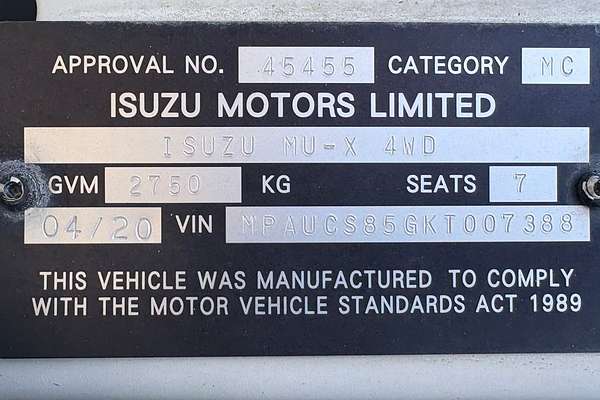 APPROVAL NO. 45455 CATEGORY MC
ISUZU MOTORS LIMITED
ISUZU MU-X 4WD
GVM 2750 KG SEATS 7
04/20 VIN MPAUCS85GKT007388
THIS VEHICLE WAS MANUFACTURED TO COMPLY
WITH THE MOTOR VEHICLE STANDARDS ACT 1989